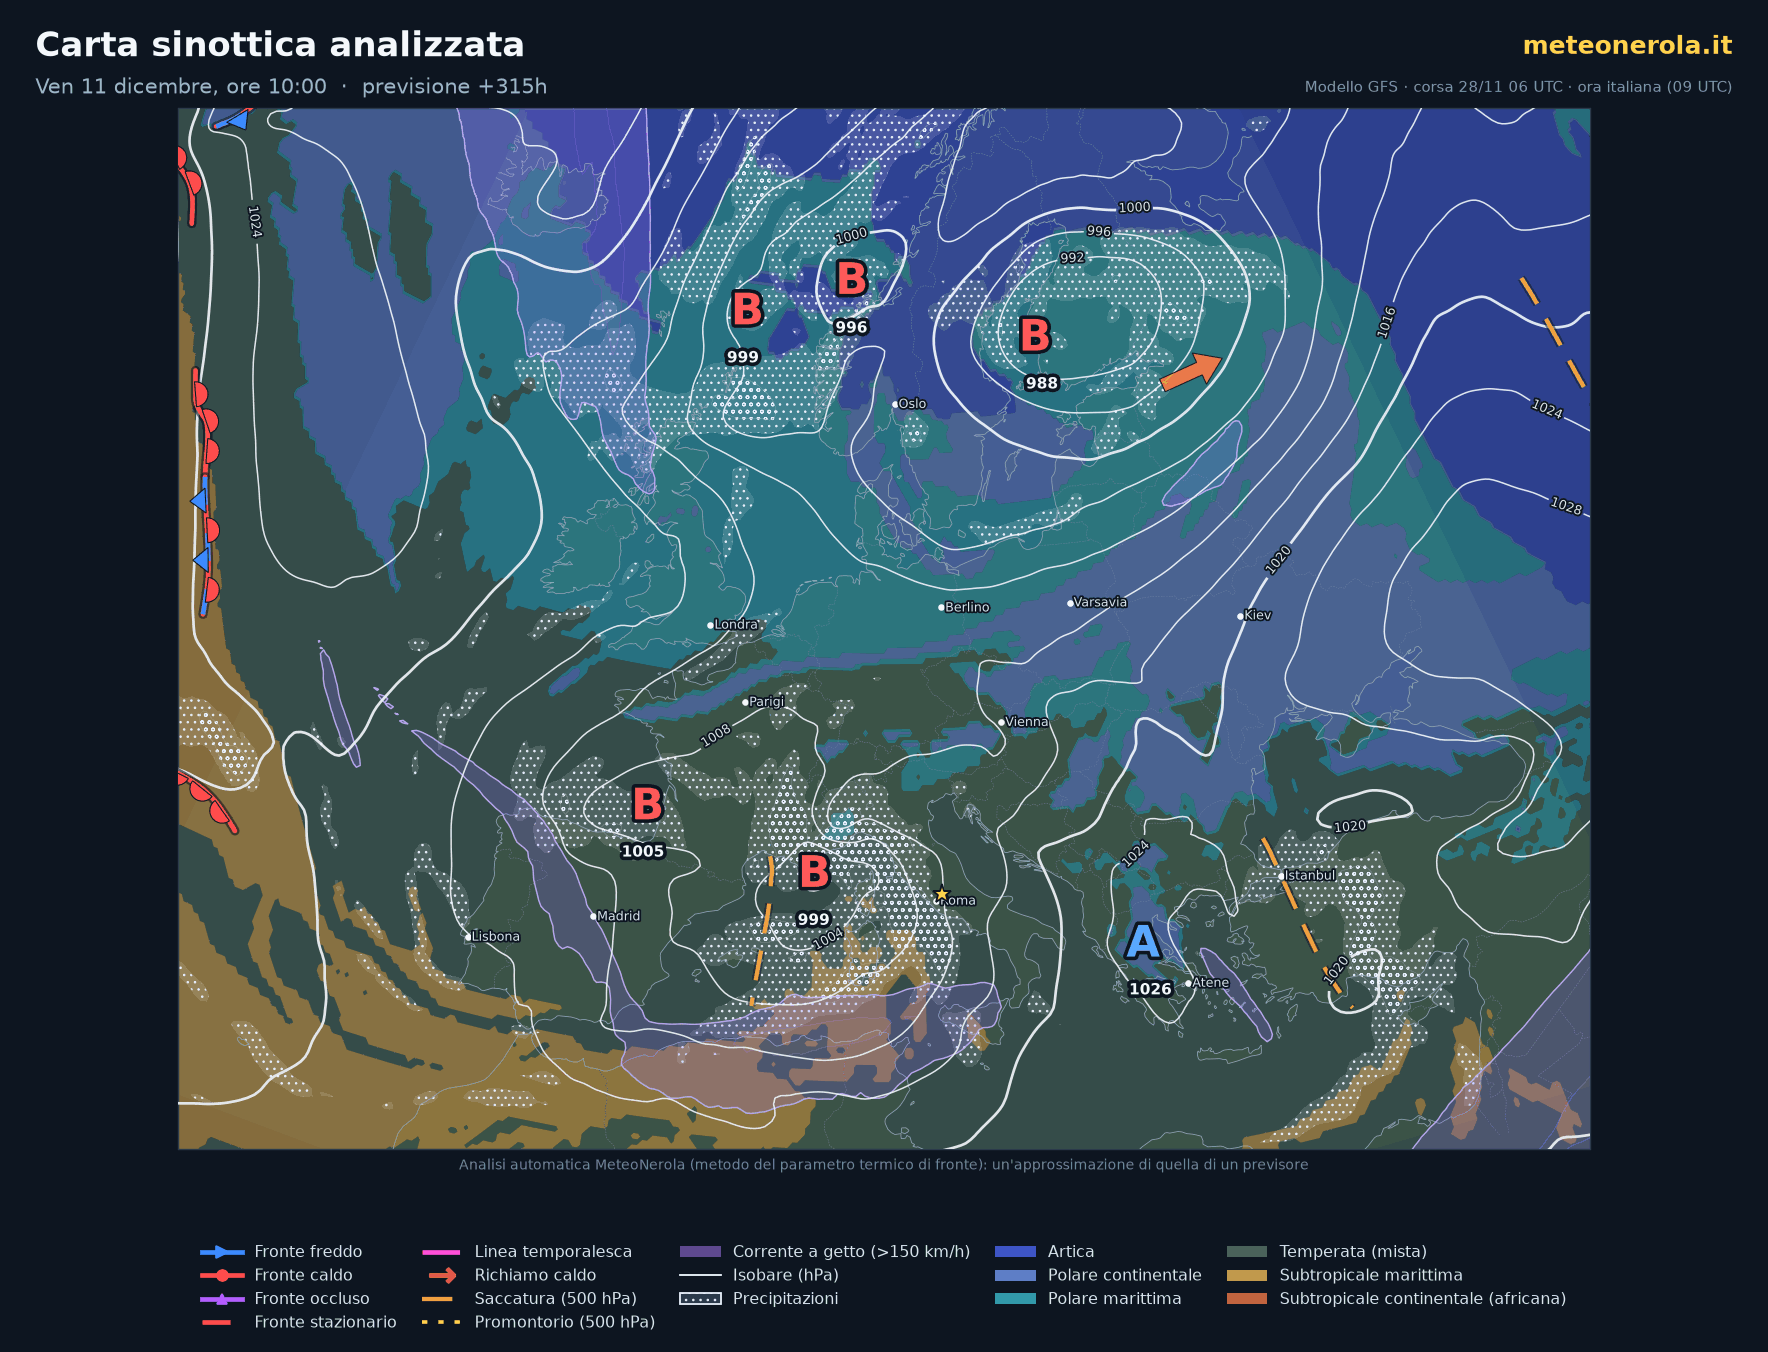 Carta sinottica analizzata
meteonerola.it
Ven 11 dicembre, ore 10:00 · previsione +315h
Modello GFS · corsa 28/11 06 UTC · ora italiana (09 UTC)
1024
1000
1000
996
992
B
B
B
999
996
988
1016
1024
1028
1020
Oslo
Berlino
Varsavia
Londra
Kiev
Parigi
Vienna
1008
B
1005
1020
B
999
1004
1024
Istanbul
Roma
Madrid
Lisbona
A
1026
Atene
1020
Analisi automatica MeteoNerola (metodo del parametro termico di fronte): un'approssimazione di quella di un previsore
Fronte freddo
Linea temporalesca
Corrente a getto (>150 km/h)
Artica
Temperata (mista)
Fronte caldo
Richiamo caldo
Isobare (hPa)
Polare continentale
Subtropicale marittima
Fronte occluso
Saccatura (500 hPa)
Precipitazioni
Polare marittima
Subtropicale continentale (africana)
Fronte stazionario
Promontorio (500 hPa)